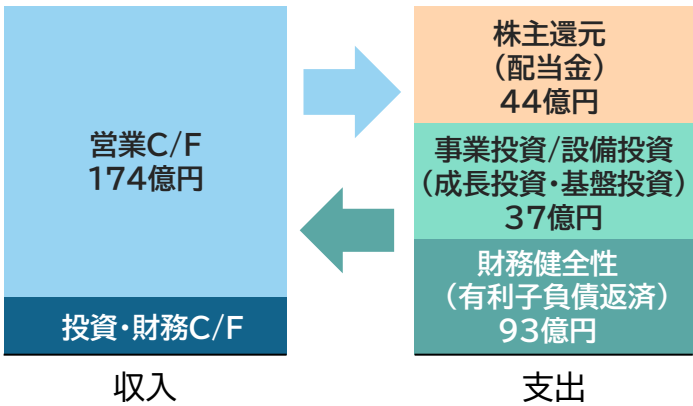 営業C/F
174億円
投資・財務C/F
収入
株主還元
(配当金)
44億円
事業投資/設備投資
(成長投資・基盤投資)
37億円
財務健全性
(有利子負債返済)
93億円
支出